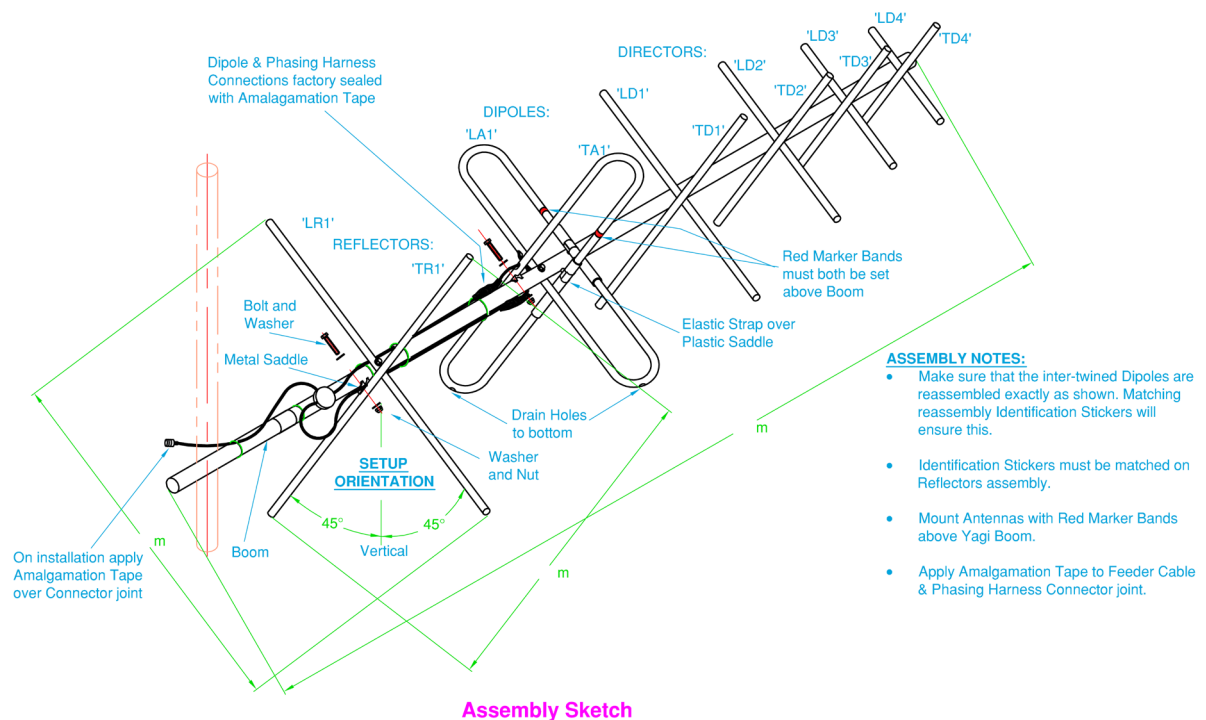 'LD4'
'LD3'
'TD4'
DIRECTORS:
'LD2'
'TD3'
Dipole & Phasing Harness
Connections factory sealed
with Amalagamation Tape
'TD2'
'LD1'
DIPOLES:
'LA1'
'TD1'
'TA1'
'LR1'
REFLECTORS:
'TR1'
Red Marker Bands
must both be set
above Boom
Bolt and
Washer
Elastic Strap over
Plastic Saddle
Metal Saddle
ASSEMBLY NOTES:
• Make sure that the inter-twined Dipoles are
reassembled exactly as shown. Matching
reassembly Identification Stickers will
ensure this.
• Identification Stickers must be matched on
Reflectors assembly.
• Mount Antennas with Red Marker Bands
above Yagi Boom.
• Apply Amalgamation Tape to Feeder Cable
& Phasing Harness Connector joint.
Drain Holes
to bottom
m
Washer
and Nut
SETUP
ORIENTATION
45°
45°
m
Boom
Vertical
On installation apply
Amalgamation Tape
over Connector joint
m
Assembly Sketch